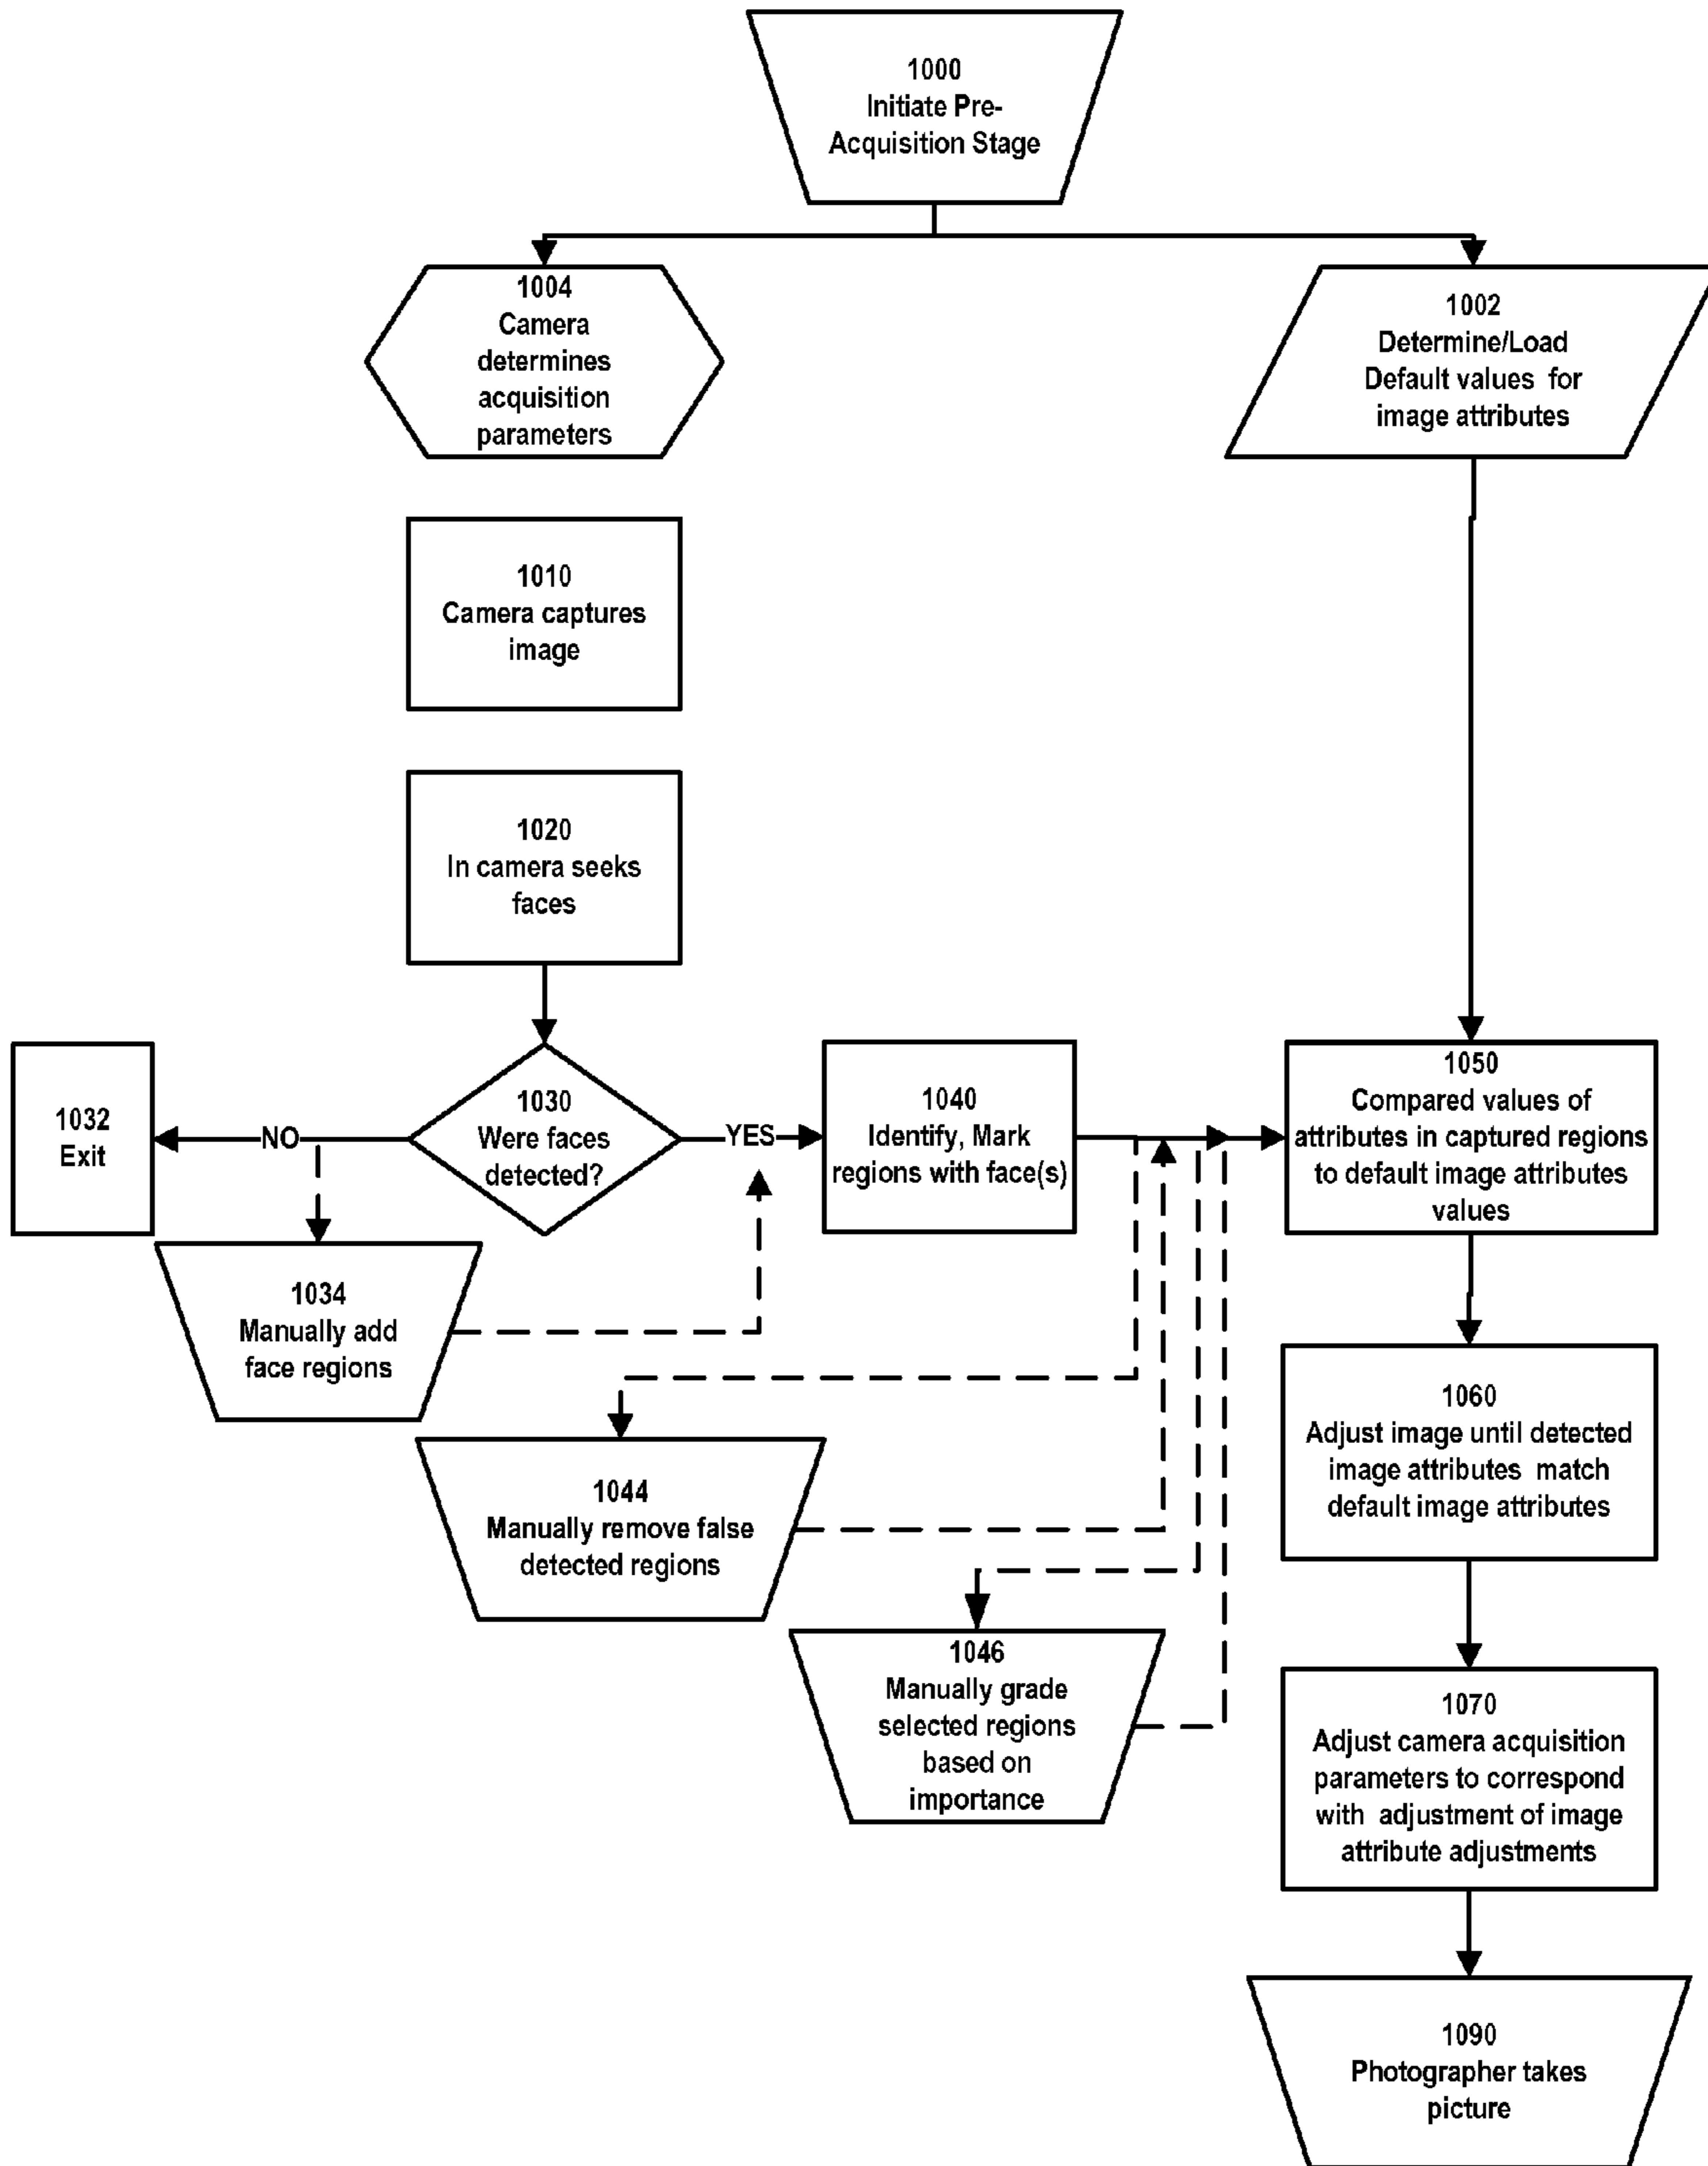 1000
Initiate Pre-
Acquisition Stage
1004
Camera
determines
acquisition
parameters
1002
Determine/Load
Default values for
image attributes
1010
Camera captures
image
1020
In camera seeks
faces
1032
Exit
NO
1030
Were faces
detected?
YES
1040
Identify, Mark
regions with face(s)
1050
Compared values of
attributes in captured regions
to default image attributes
values
1034
Manually add
face regions
1044
Manually remove false
detected regions
1046
Manually grade
selected regions
based on
importance
1060
Adjust image until detected
image attributes match
default image attributes
1070
Adjust camera acquisition
parameters to correspond
with adjustment of image
attribute adjustments
1090
Photographer takes
picture